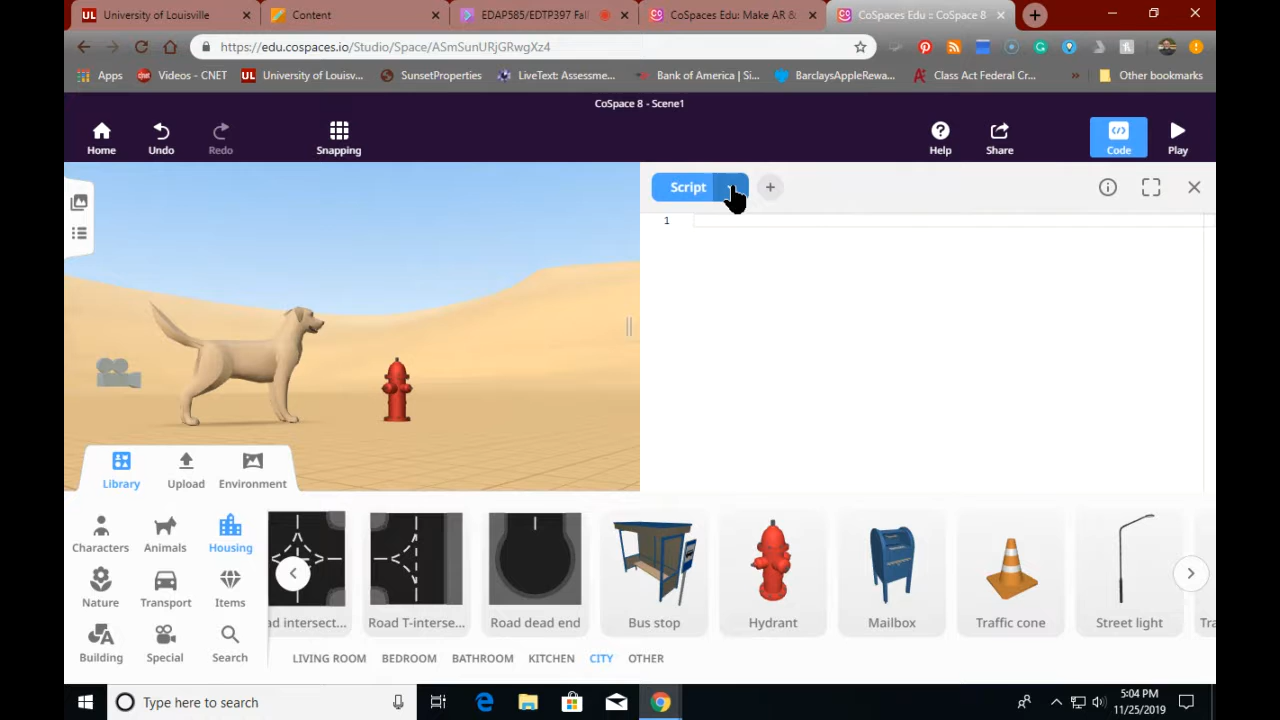 University of Louisville
Content
EDAP585/EDTP397 Fall
CoSpaces Edu: Make AR &
CoSpaces Edu :: CoSpace 8
https://edu.cospaces.io/Studio/Space/ASmSunURjGRwgXz4
Apps
Videos - CNET
University of Louisv...
SunsetProperties
LiveText: Assessme...
Bank of America | Si...
BarclaysAppleRewa...
Class Act Federal Cr...
»
Other bookmarks
CoSpace 8 - Scene1
Home
Undo
Redo
Snapping
Help
Share
Code
Play
Script
1
Library
Upload
Environment
Characters
Animals
Housing
Nature
Transport
Items
Building
Special
Search
ad intersect...
Road T-interse...
Road dead end
Bus stop
Hydrant
Mailbox
Traffic cone
Street light
LIVING ROOM
BEDROOM
BATHROOM
KITCHEN
CITY
OTHER
Type here to search
5:04 PM
11/25/2019